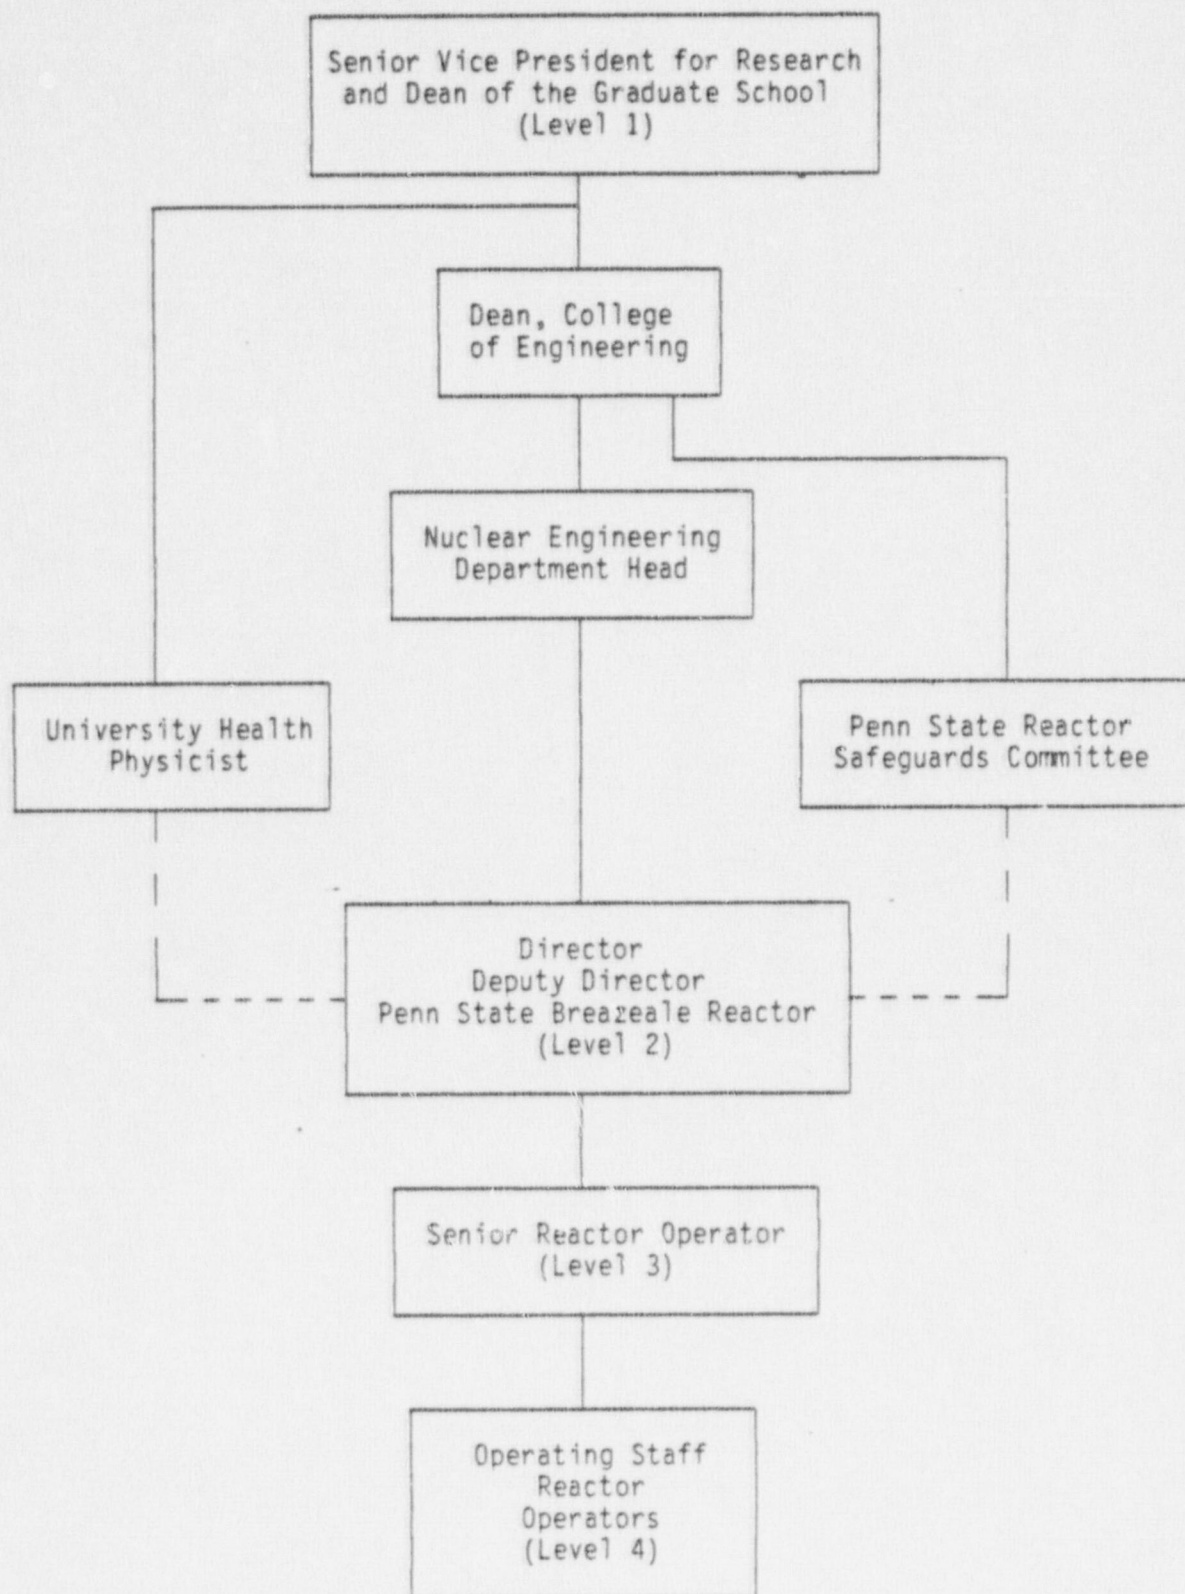 Senior Vice President for Research
and Dean of the Graduate School
(Level 1)
Dean, College
of Engineering
Nuclear Engineering
Department Head
University Health
Physicist
Penn State Reactor
Safeguards Committee
Director
Deputy Director
Penn State Breazeale Reactor
(Level 2)
Senior Reactor Operator
(Level 3)
Operating Staff
Reactor
Operators
(Level 4)